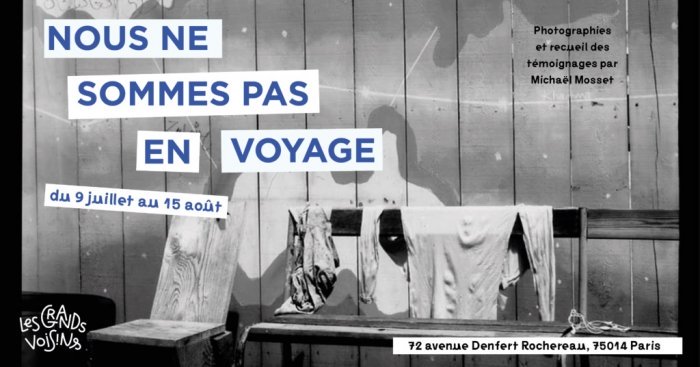 NOUS NE
SOMMES PAS
EN VOYAGE
du 9 juillet au 15 août
Photographies
et recueil des
témoignages par
Michaël Mosset
LES GRANDS
VOISINS
72 avenue Denfert Rochereau, 75014 Paris